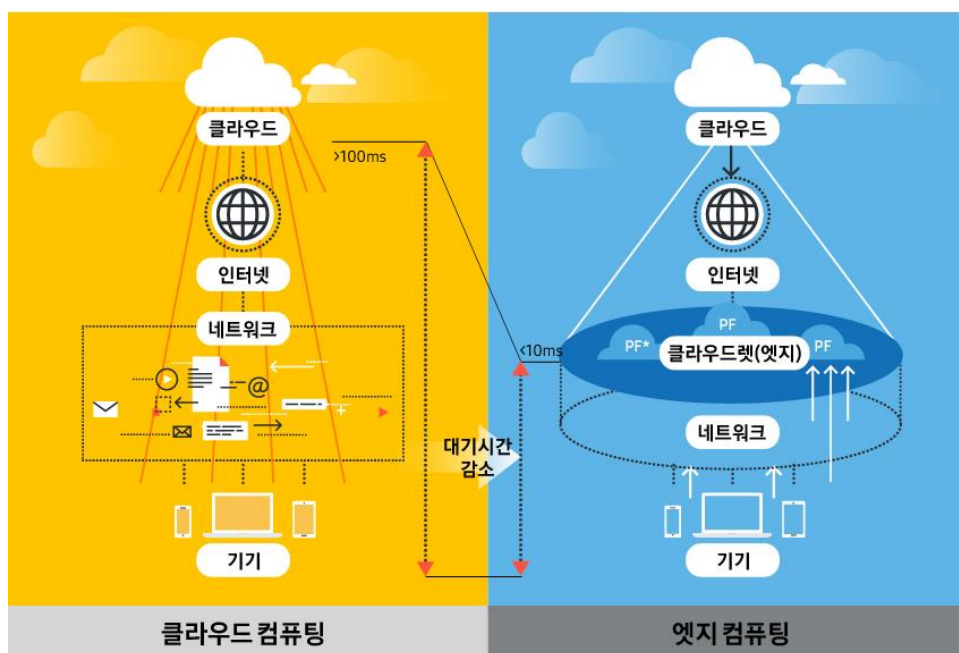 클라우드
>100ms
인터넷
네트워크
@
기기
대기시간
감소
클라우드
인터넷
PF
PF*
클라우드렛(엣지)
PF
<10ms
네트워크
기기
클라우드 컴퓨팅
엣지 컴퓨팅